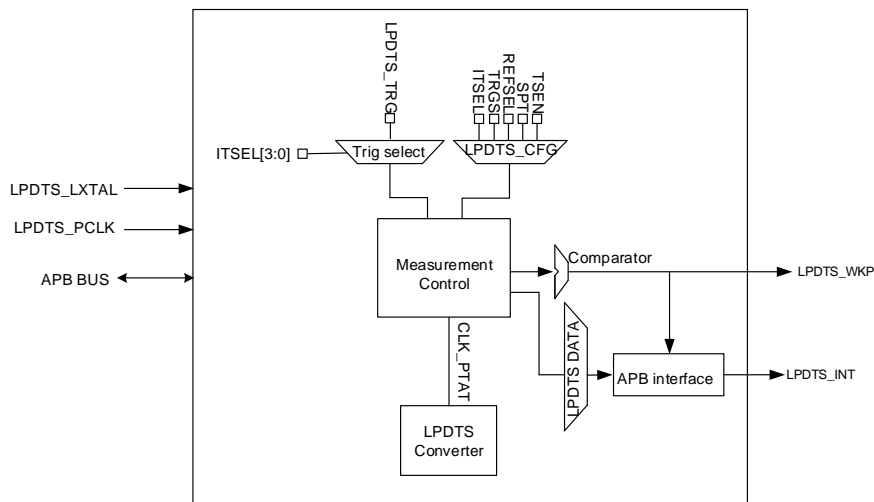 LPDTS_TRG
ITSEL
TRGS
REFSEL
SPT
TSEN
ITSEL[3:0]
Trig select
LPDTS_CFG
LPDTS_LXTAL
LPDTS_PCLK
APB BUS
Measurement
Control
Comparator
LPDTS_WKP
CLK_PTAT
LPDTS DATA
APB interface
LPDTS_INT
LPDTS
Converter